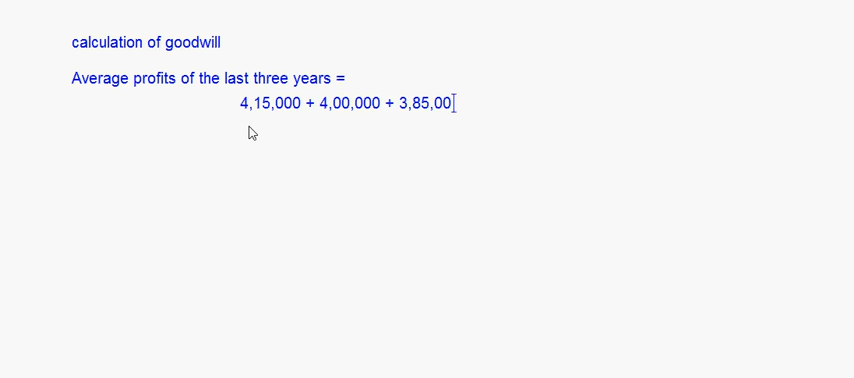 calculation of goodwill
Average profits of the last three years =
4,15,000 + 4,00,000 + 3,85,00